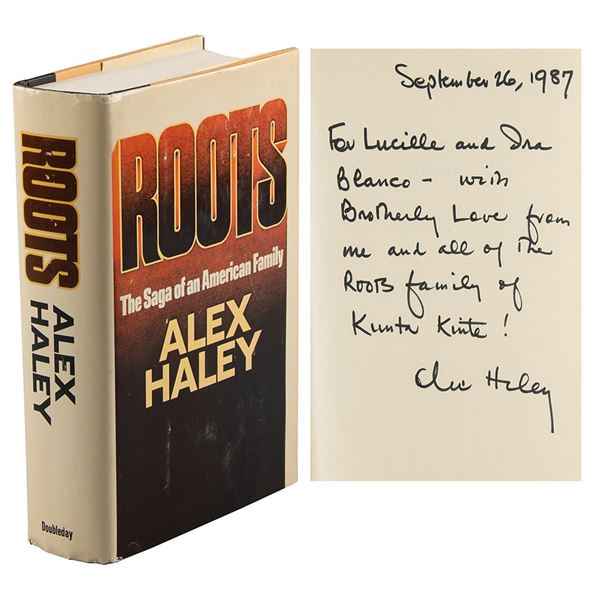 ROOTS
ALEX
HALEY
Doubleday
ROOTS
The Saga of an American Family
ALEX
HALEY
September 26, 1987
For Lucille and Ira
Blanco – with
Brotherly Love from
me and all of the
Roots family of
Kunta Kinte!
Alex Haley